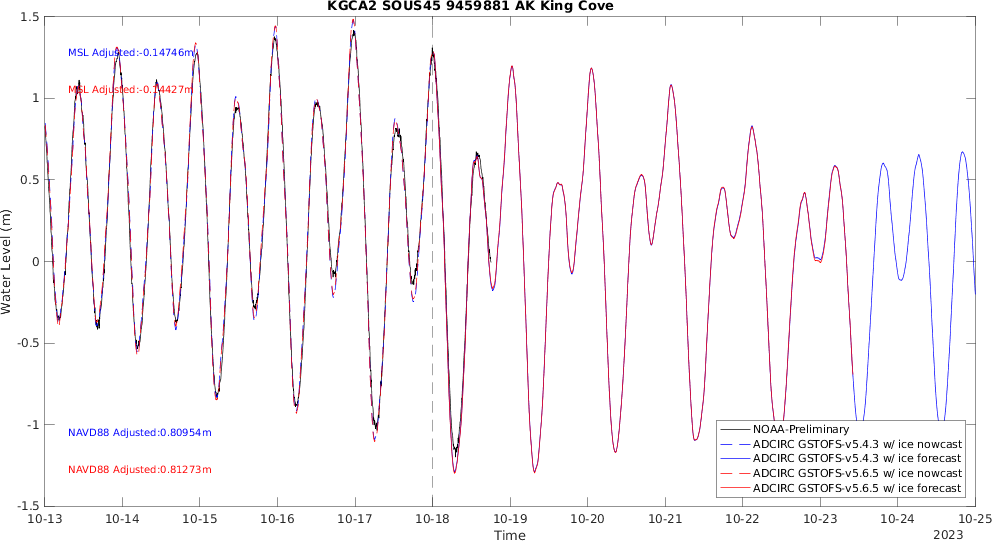 KGCA2 SOUS45 9459881 AK King Cove
1.5
MSL Adjusted:-0.14746m
MSL Adjusted:-0.14427m
1
0.5
Water Level (m)
0
-0.5
-1
NAVD88 Adjusted:0.80954m
NAVD88 Adjusted:0.81273m
-1.5
NOAA-Preliminary
ADCIRC GSTOFS-v5.4.3 w/ ice nowcast
ADCIRC GSTOFS-v5.4.3 w/ ice forecast
ADCIRC GSTOFS-v5.6.5 w/ ice nowcast
ADCIRC GSTOFS-v5.6.5 w/ ice forecast
10-13 10-14 10-15 10-16 10-17 10-18 10-19 10-20 10-21 10-22 10-23 10-24 10-25
Time
2023